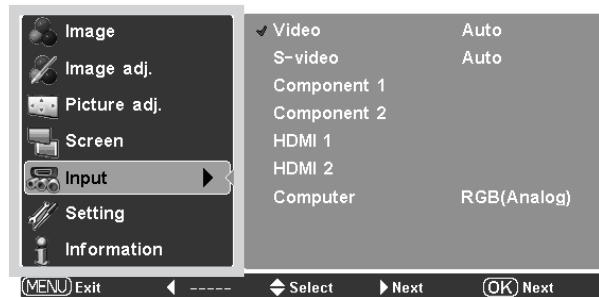 Image
Image adj.
Picture adj.
Screen
Input
Setting
Information
Video Auto
S-video Auto
Component 1
Component 2
HDMI 1
HDMI 2
Computer RGB(Analog)
MENU Exit ----- Select Next OK Next